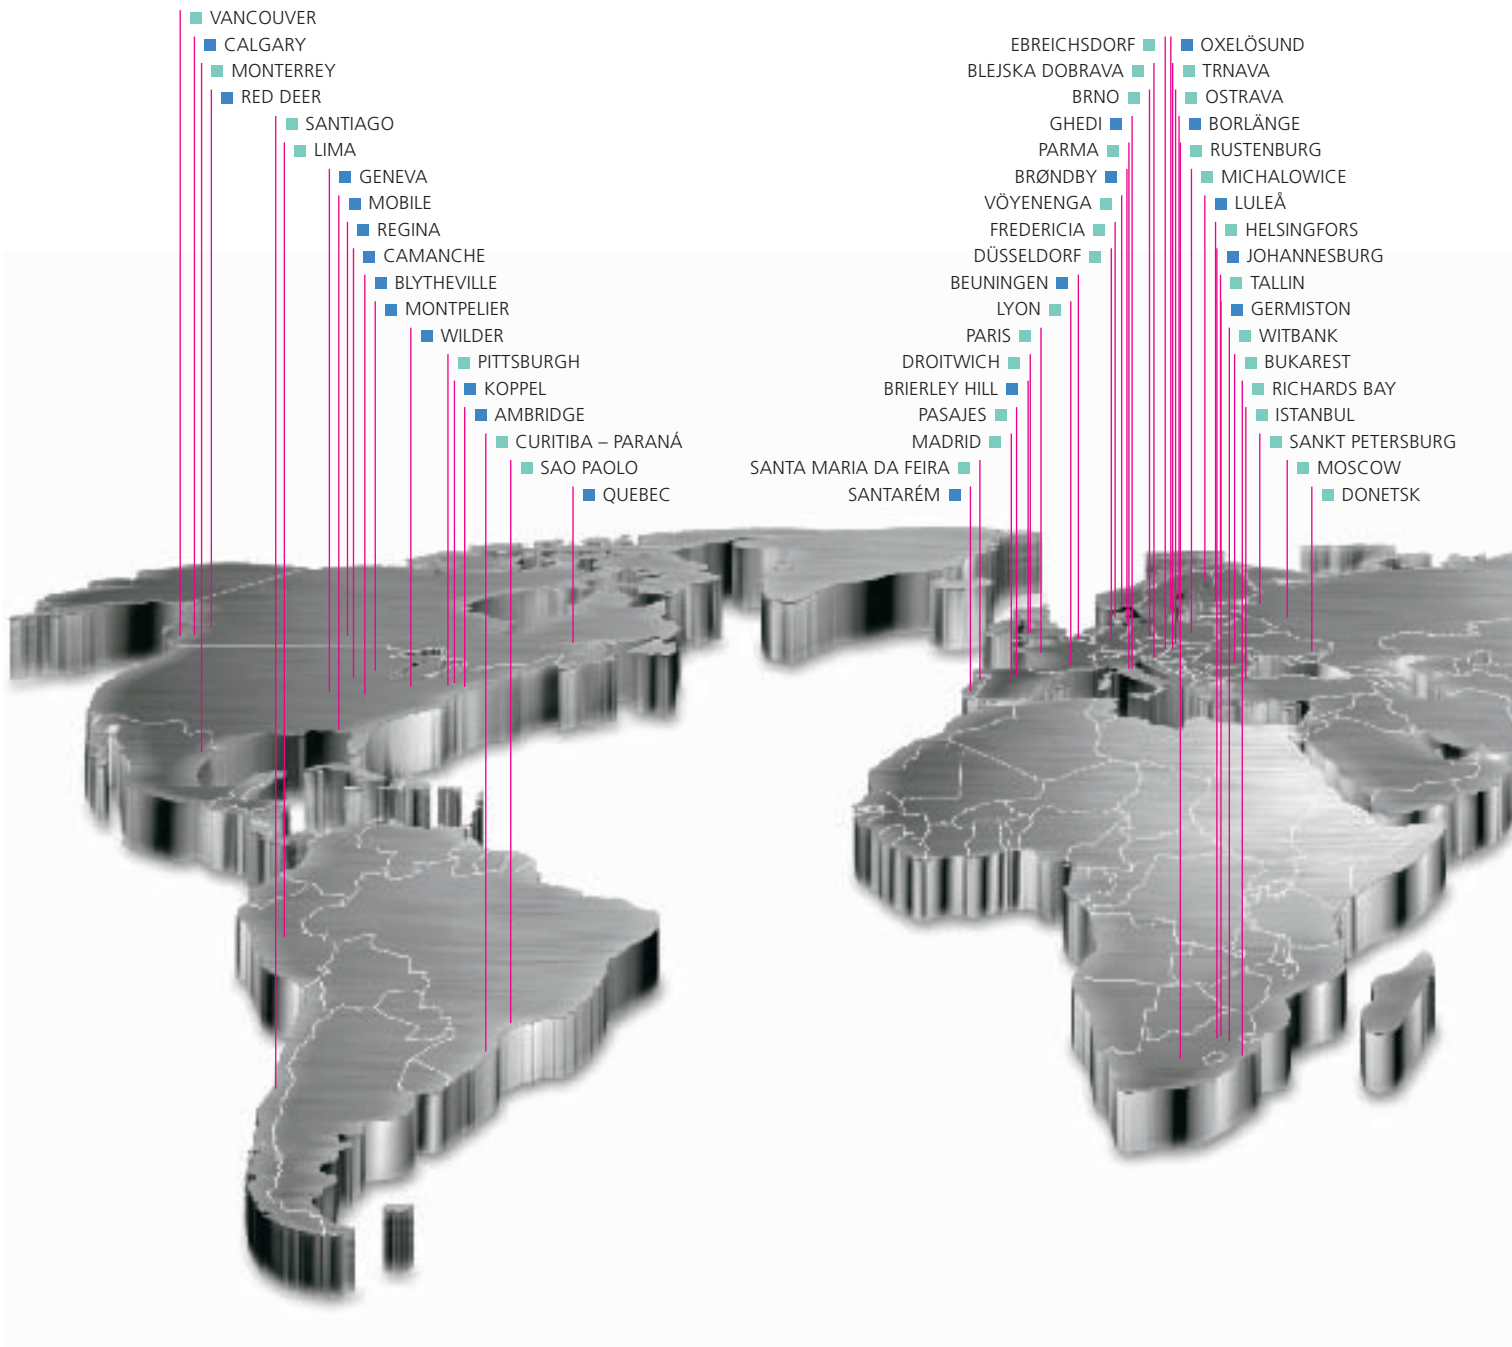 VANCOUVER
CALGARY
MONTERREY
RED DEER
SANTIAGO
LIMA
GENEVA
MOBILE
REGINA
CAMANCHE
BLYTHEVILLE
MONTPELIER
WILDER
PITTSBURGH
KOPPEL
AMBRIDGE
CURITIBA – PARANÁ
SAO PAOLO
QUEBEC
EBREICHSDORF
BLEJSKA DOBRAVA
BRNO
GHEDI
PARMA
BRØNDBY
VÖYENENGA
FREDERICIA
DÜSSELDORF
BEUNINGEN
LYON
PARIS
DROITWICH
BRIERLEY HILL
PASAJES
MADRID
SANTA MARIA DA FEIRA
SANTARÉM
OXELÖSUND
TRNAVA
OSTRAVA
BORLÄNGE
RUSTENBURG
MICHALOWICE
LULEÅ
HELSINGFORS
JOHANNESBURG
TALLIN
GERMISTON
WITBANK
BUKAREST
RICHARDS BAY
ISTANBUL
SANKT PETERSBURG
MOSCOW
DONETSK